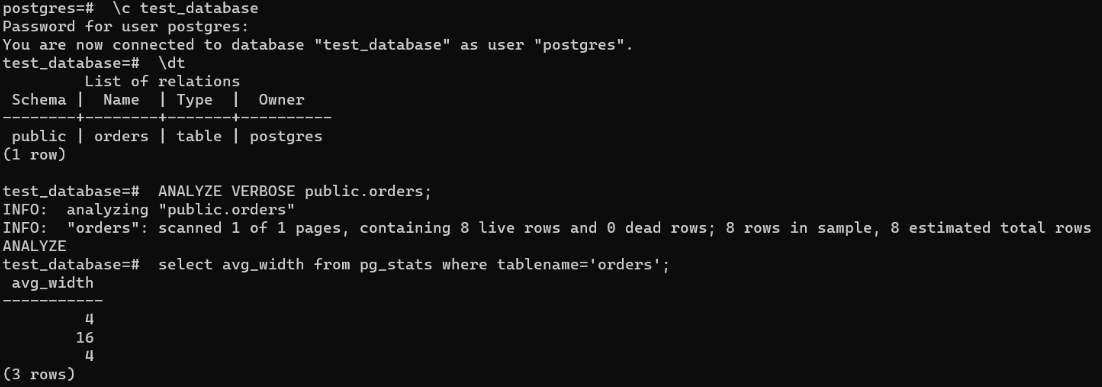 postgres=#  \c test_database
Password for user postgres:
You are now connected to database "test_database" as user "postgres".
test_database=#  \dt
         List of relations
 Schema |  Name  | Type  |  Owner
--------+--------+-------+----------
 public | orders | table | postgres
(1 row)

test_database=#  ANALYZE VERBOSE public.orders;
INFO:  analyzing "public.orders"
INFO:  "orders": scanned 1 of 1 pages, containing 8 live rows and 0 dead rows; 8 rows in sample, 8 estimated total rows
ANALYZE
test_database=#  select avg_width from pg_stats where tablename='orders';
 avg_width
-----------
         4
        16
         4
(3 rows)